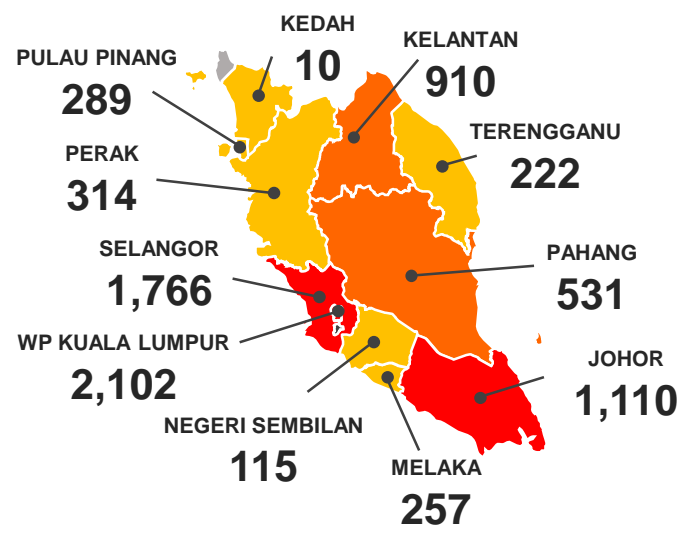 KEDAH
10
KELANTAN
910
PULAU PINANG
289
TERENGGANU
222
PERAK
314
SELANGOR
1,766
PAHANG
531
WP KUALA LUMPUR
2,102
JOHOR
1,110
NEGERI SEMBILAN
115
MELAKA
257